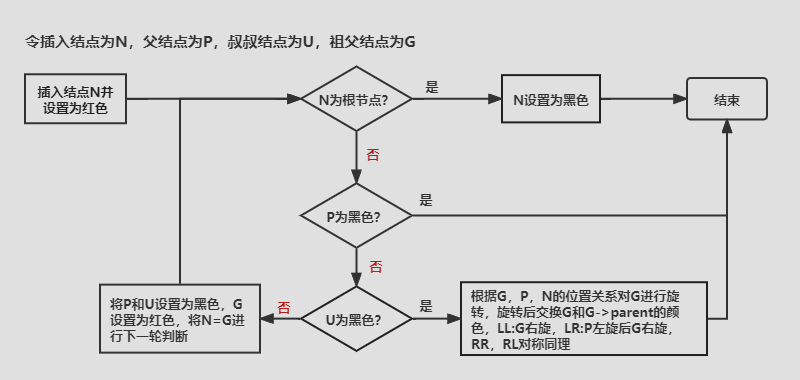 令插入结点为N，父结点为P，叔叔结点为U，祖父结点为G
插入结点N并
设置为红色
N为根节点?
是
N设置为黑色
结束
否
P为黑色?
是
否
将P和U设置为黑色，G
设置为红色，将N=G进
行下一轮判断
否
U为黑色?
是
根据G，P，N的位置关系对G进行旋
转，旋转后交换G和G->parent的颜
色，LL:G右旋，LR:P左旋后G右旋，
RR，RL对称同理